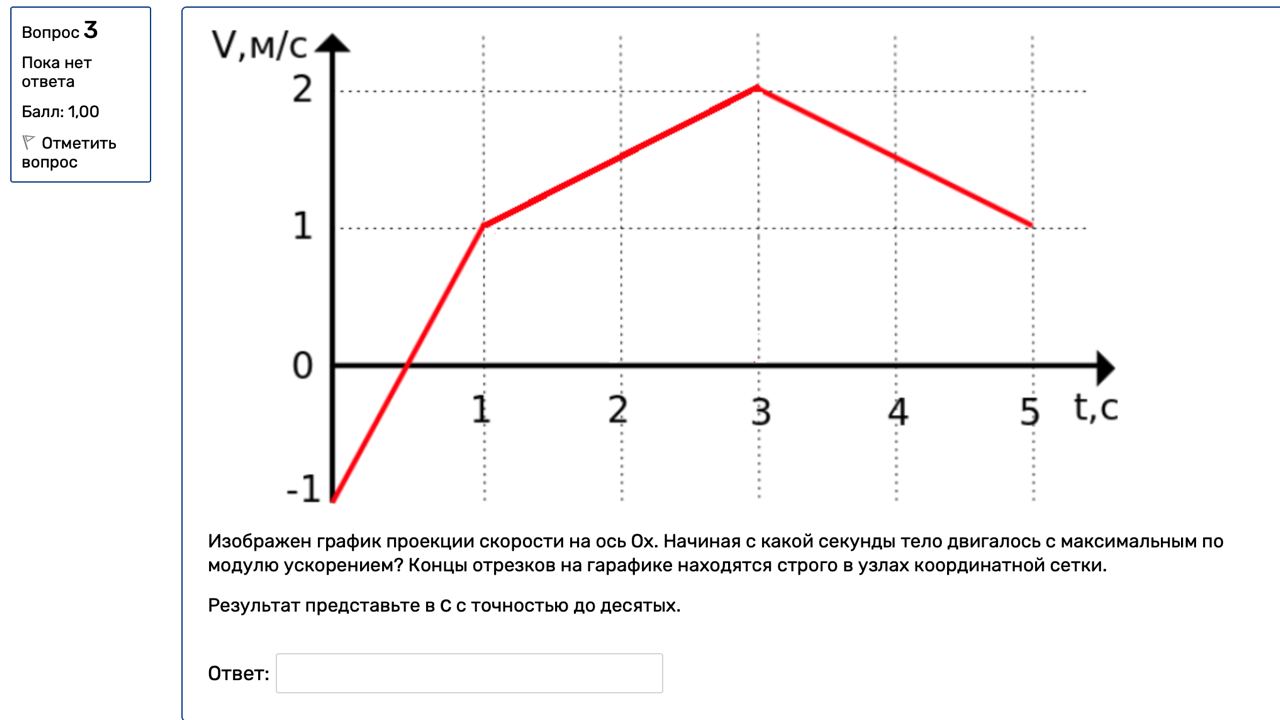 Вопрос 3
Пока нет
ответа
Балл: 1,00
Отметить
вопрос
V,м/с
2
1
0
-1
1
2
3
4
5
t,с
Изображен график проекции скорости на ось Ox. Начиная с какой секунды тело двигалось с максимальным по
модулю ускорением? Концы отрезков на гарафике находятся строго в узлах координатной сетки.
Результат представьте в С с точностью до десятых.
Ответ: